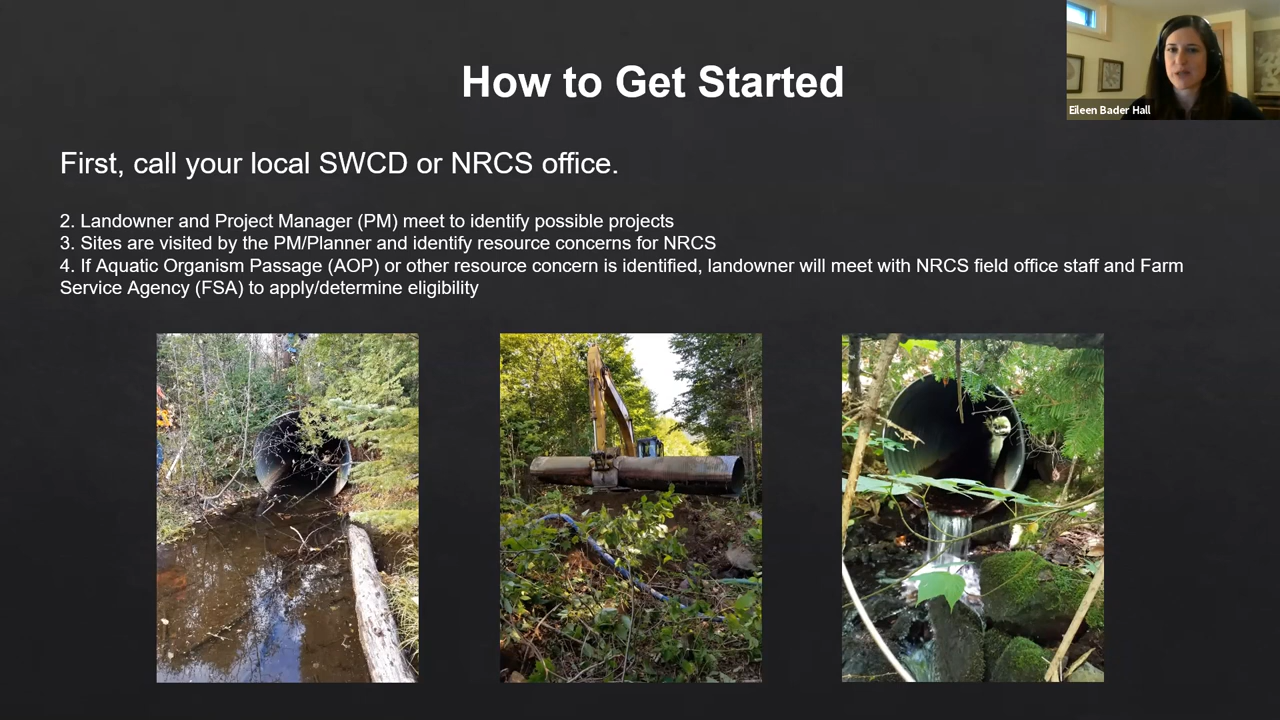 How to Get Started
Eileen Bader Hall
First, call your local SWCD or NRCS office.
2. Landowner and Project Manager (PM) meet to identify possible projects
3. Sites are visited by the PM/Planner and identify resource concerns for NRCS
4. If Aquatic Organism Passage (AOP) or other resource concern is identified, landowner will meet with NRCS field office staff and Farm
Service Agency (FSA) to apply/determine eligibility